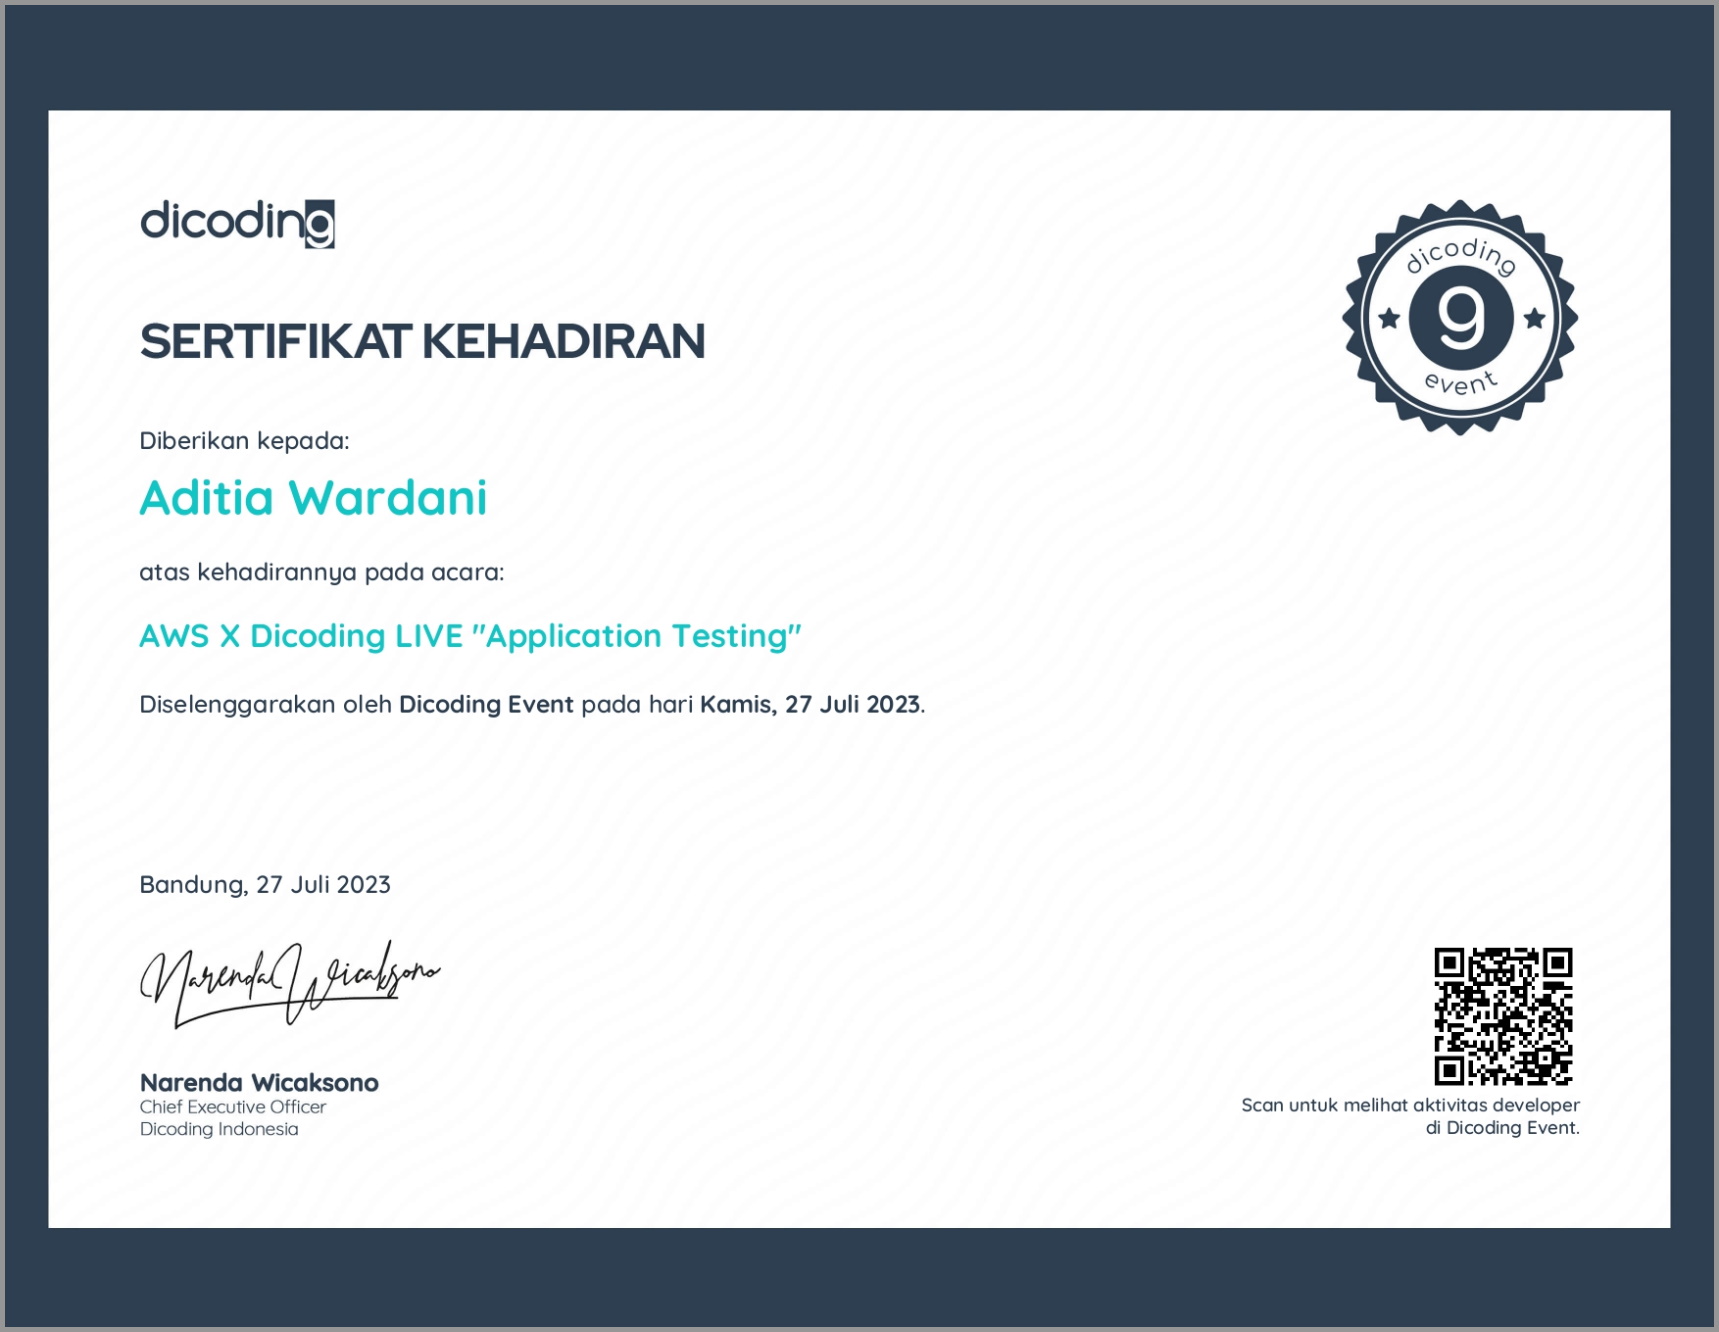 dicoding
dicoding
g
event
SERTIFIKAT KEHADIRAN
Diberikan kepada:
Aditia Wardani
atas kehadirannya pada acara:
AWS X Dicoding LIVE "Application Testing"
Diselenggarakan oleh Dicoding Event pada hari Kamis, 27 Juli 2023.
Bandung, 27 Juli 2023
Narenda Wicaksono
Narenda Wicaksono
Chief Executive Officer
Dicoding Indonesia
Scan untuk melihat aktivitas developer
di Dicoding Event.